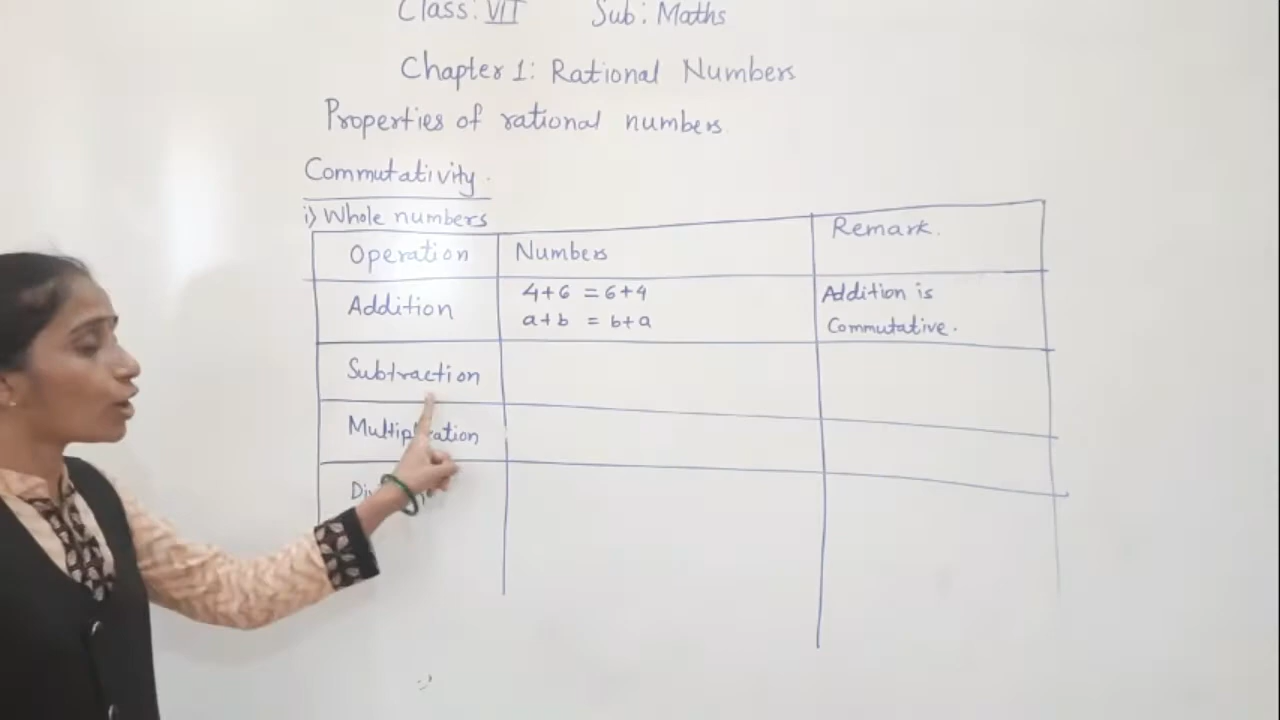 Class: VII Sub: Maths
Chapter 1: Rational Numbers
Properties of rational numbers
Commutativity.
i) Whole numbers
Operation Numbers Remark.
Addition 4+6 = 6+4 Addition is
a+b = b+a Commutative.
Subtraction
Multiplication